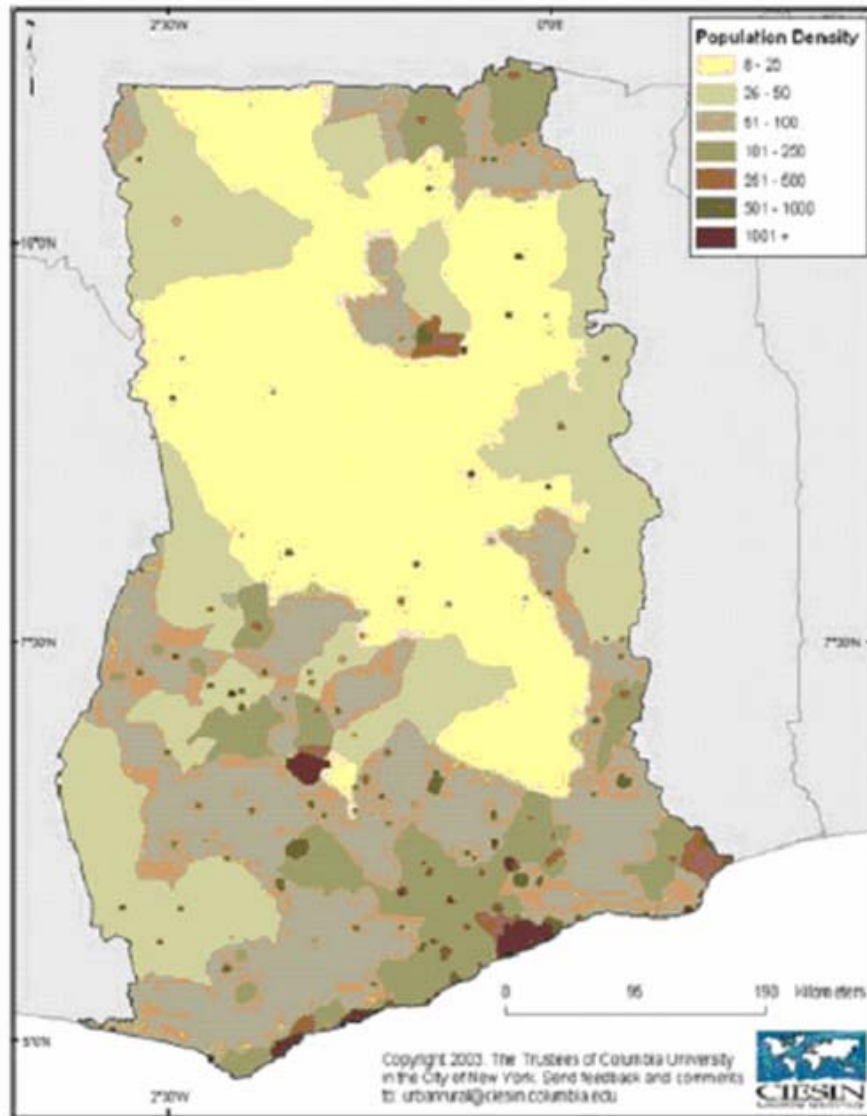 2°30'W
0°0'E
Population Density
6 - 25
26 - 50
51 - 100
101 - 250
251 - 500
501 - 1000
1001 +
10°0'N
7°30'N
7°30'N
0
95
190 Kilometers
5°0'N
Copyright 2003. The Trustees of Columbia University
in the City of New York. Send feedback and comments
to: urbanrural@ciesin.columbia.edu
CIESIN
2°30'W